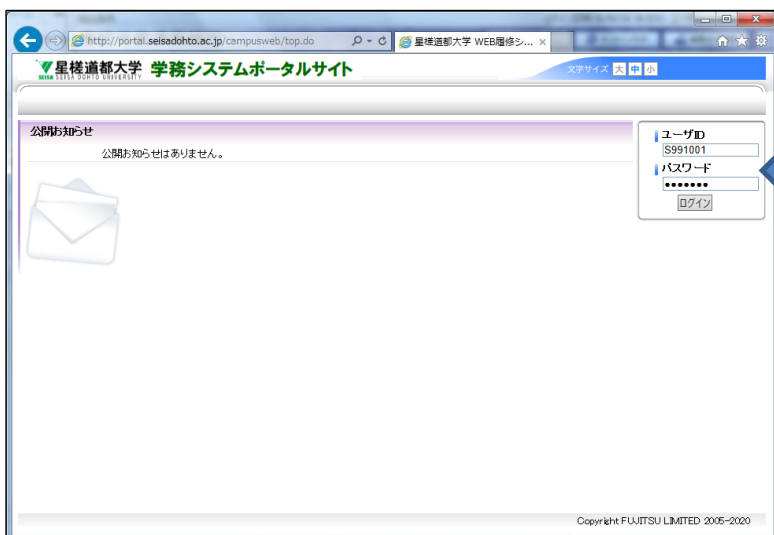 http://portal.seisadohto.ac.jp/campusweb/top.do
星槎道都大学 WEB履修シ...
星槎道都大学 学務システムポータルサイト
SEISA DOHTO UNIVERSITY
文字サイズ 大 中 小
公開お知らせ
公開お知らせはありません。
ユーザID
S991001
パスワード
●●●●●●●
ログイン
Copyright FUJITSU LIMITED 2005-2020